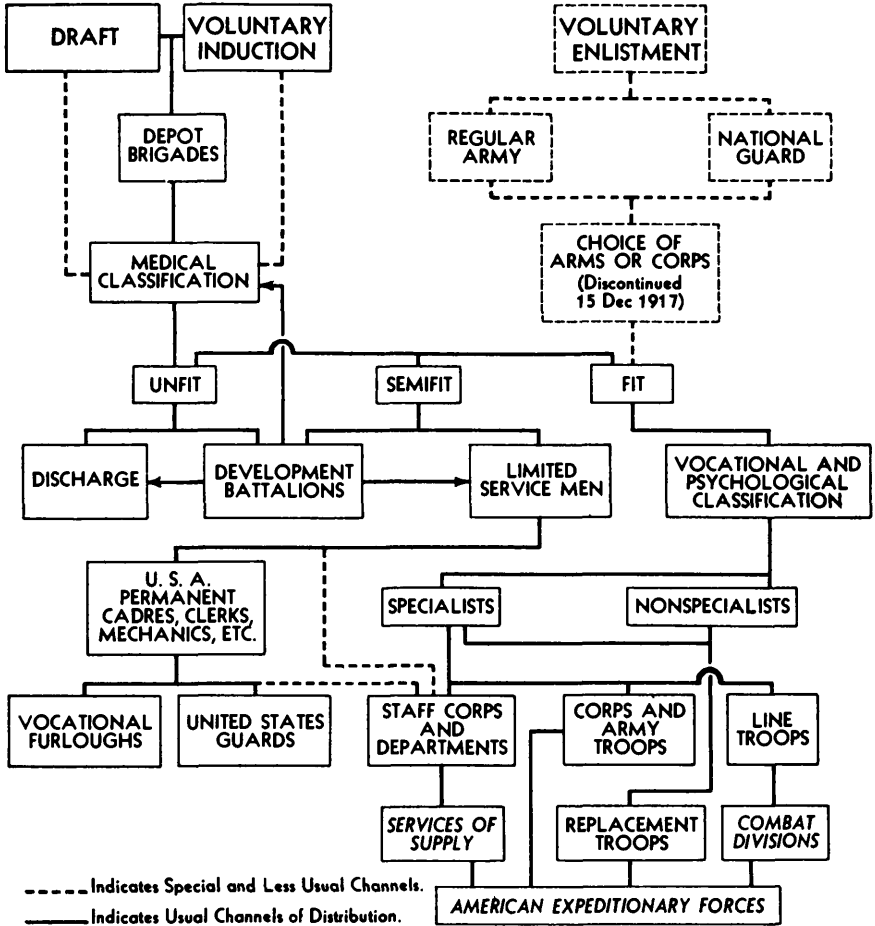 DRAFT
VOLUNTARY
INDUCTION
VOLUNTARY
ENLISTMENT
DEPOT
BRIGADES
REGULAR
ARMY
NATIONAL
GUARD
MEDICAL
CLASSIFICATION
CHOICE OF
ARMS OR CORPS
(Discontinued
15 Dec 1917)
UNFIT
SEMIFIT
FIT
DISCHARGE
DEVELOPMENT
BATTALIONS
LIMITED
SERVICE MEN
VOCATIONAL AND
PSYCHOLOGICAL
CLASSIFICATION
U. S. A.
PERMANENT
CADRES, CLERKS,
MECHANICS, ETC.
SPECIALISTS
NONSPECIALISTS
VOCATIONAL
FURLOUGHS
UNITED STATES
GUARDS
STAFF CORPS
AND
DEPARTMENTS
CORPS AND
ARMY
TROOPS
LINE
TROOPS
SERVICES OF
SUPPLY
REPLACEMENT
TROOPS
COMBAT
DIVISIONS
Indicates Special and Less Usual Channels.
Indicates Usual Channels of Distribution.
AMERICAN EXPEDITIONARY FORCES